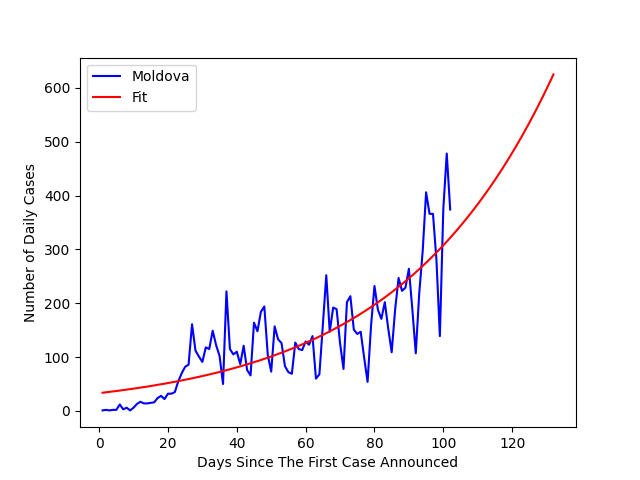 Moldova
Fit
Number of Daily Cases
600
500
400
300
200
100
0
0 20 40 60 80 100 120
Days Since The First Case Announced